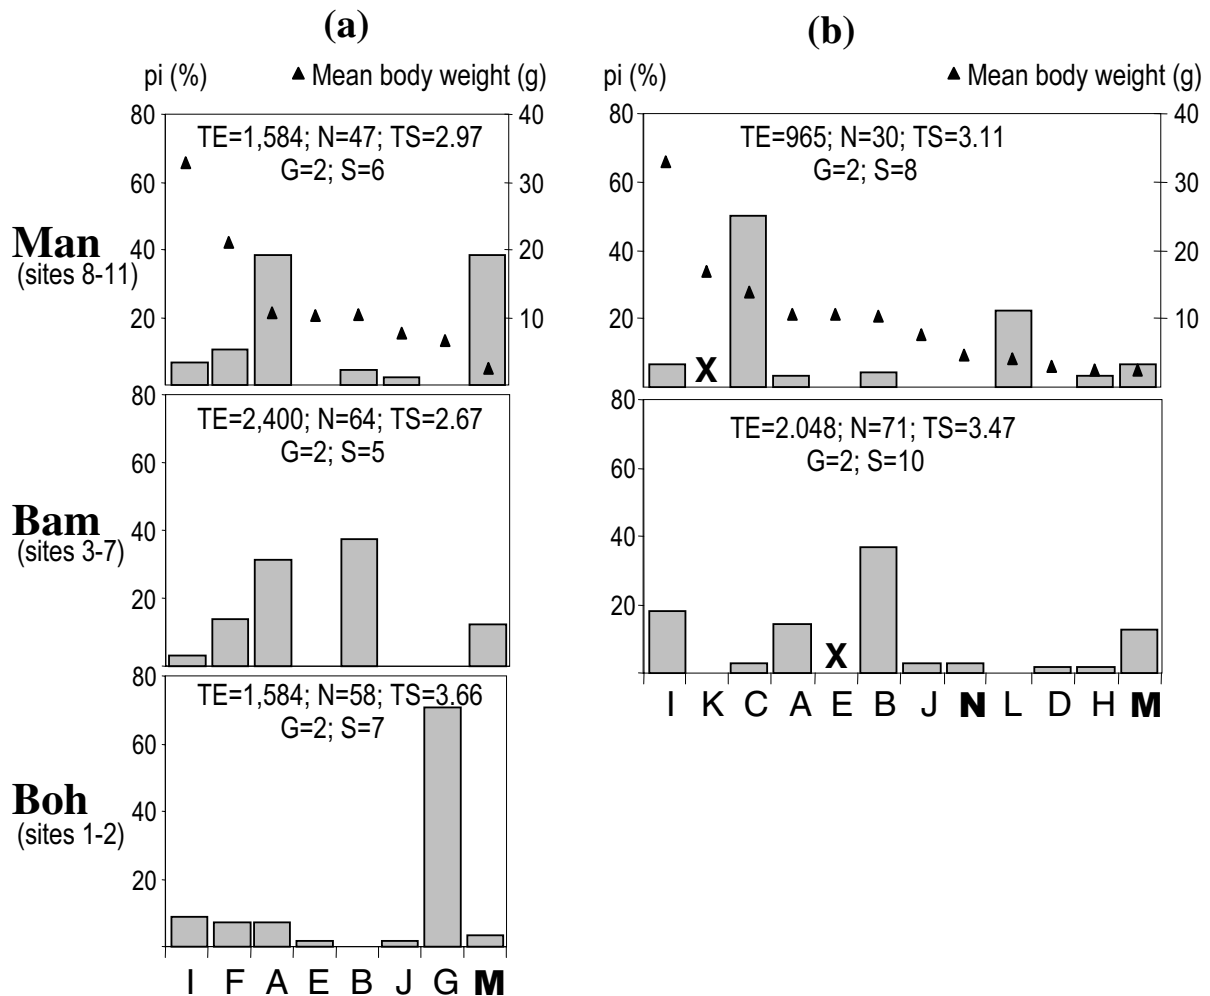 (a)
(b)
pi (%)
▲ Mean body weight (g)
pi (%)
▲ Mean body weight (g)
Man
(sites 8-11)
80
60
40
20
TE=1,584; N=47; TS=2.97
G=2; S=6
40
30
20
10
80
60
40
20
TE=965; N=30; TS=3.11
G=2; S=8
X
40
30
20
10
Bam
(sites 3-7)
80
60
40
20
TE=2,400; N=64; TS=2.67
G=2; S=5
80
60
40
20
TE=2.048; N=71; TS=3.47
G=2; S=10
X
I K C A E B J N L D H M
Boh
(sites 1-2)
80
60
40
20
TE=1,584; N=58; TS=3.66
G=2; S=7
I F A E B J G M